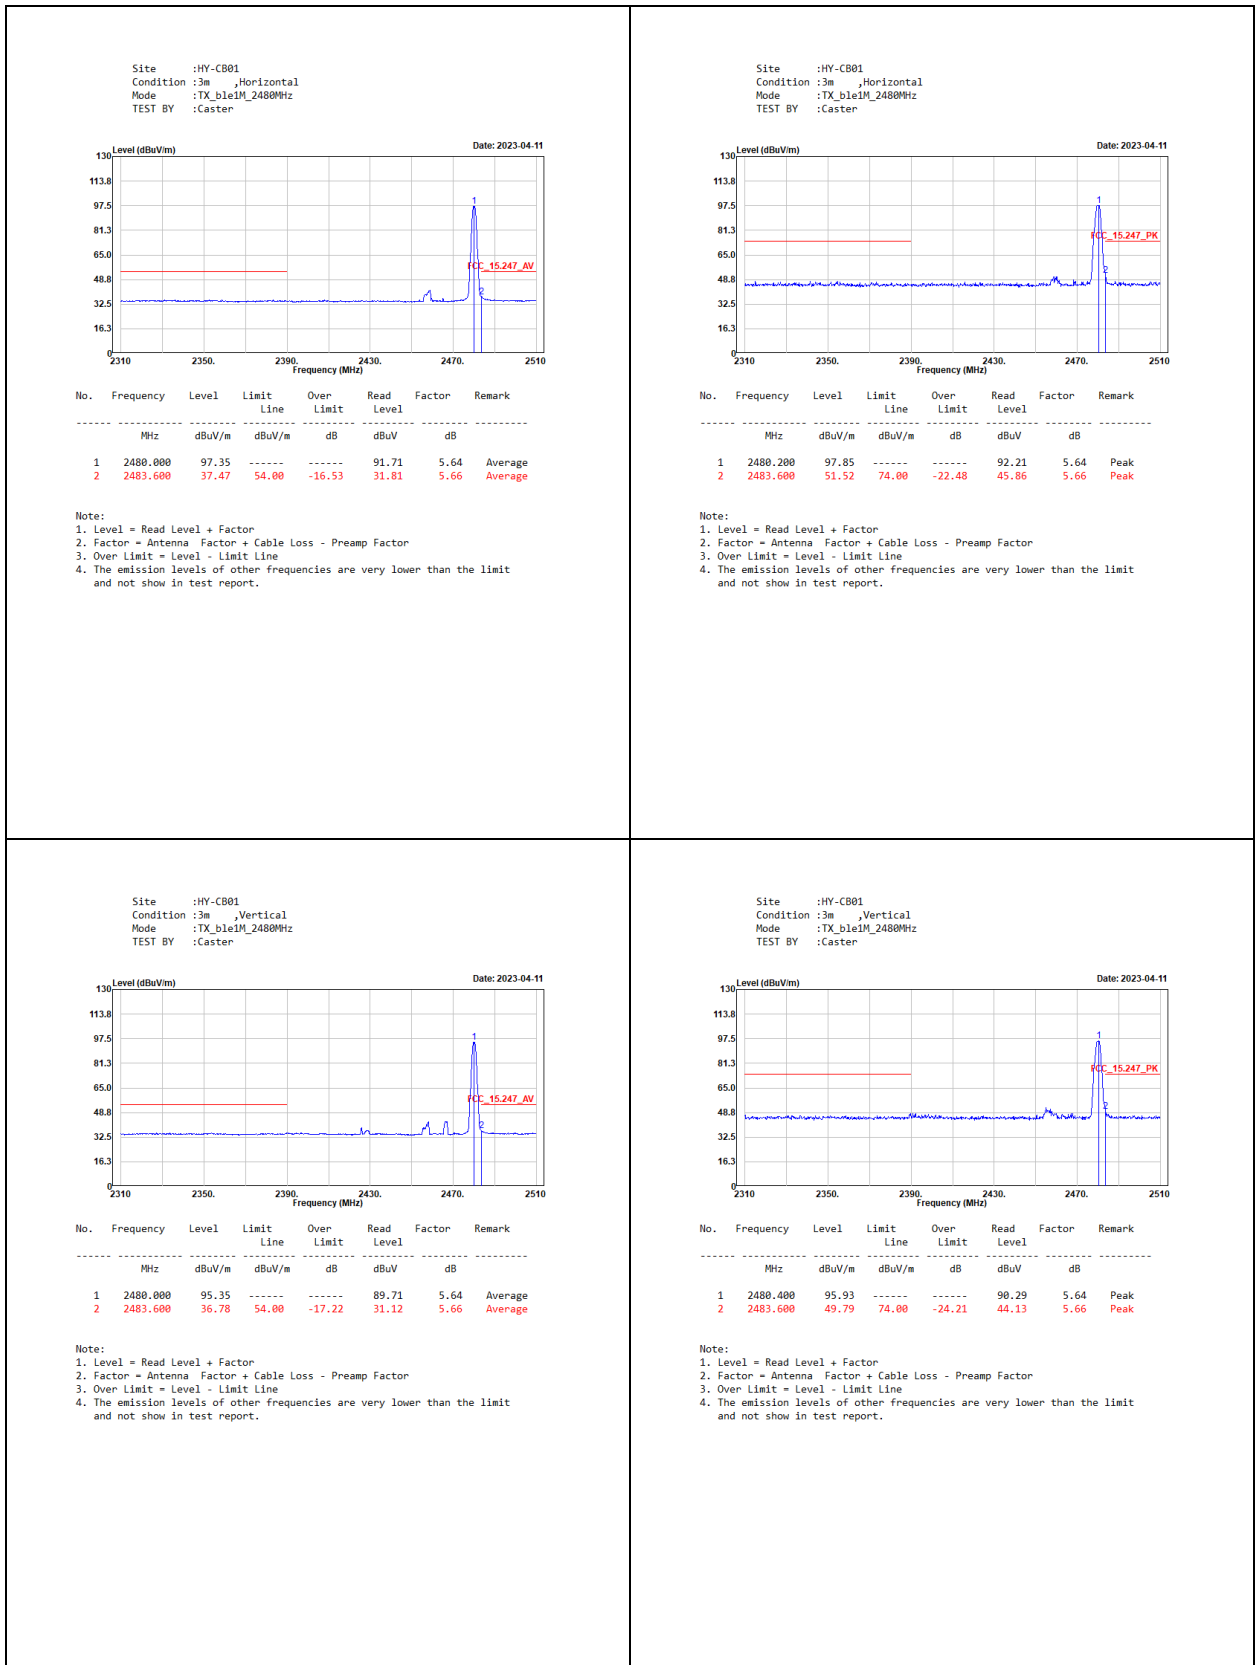 Site :HY-CB01
Condition :3m ,Horizontal
Mode :TX_ble1M_2480MHz
TEST BY :Caster
Level (dBuV/m) Date: 2023-04-11
130
113.8
97.5
81.3
65.0
48.8
32.5
16.3
0
1
FCC_15.247_AV
2
2310 2350. 2390. 2430. 2470. 2510
Frequency (MHz)
No. Frequency Level Limit Over Read Factor Remark
Line Limit Level
------ ----------- -------- --------- --------- -------- -------- ---------
MHz dBuV/m dBuV/m dB dBuV dB
1 2480.000 97.35 ------ ------ 91.71 5.64 Average
2 2483.600 37.47 54.00 -16.53 31.81 5.66 Average
Note:
1. Level = Read Level + Factor
2. Factor = Antenna Factor + Cable Loss - Preamp Factor
3. Over Limit = Level - Limit Line
4. The emission levels of other frequencies are very lower than the limit
and not show in test report.
Site :HY-CB01
Condition :3m ,Horizontal
Mode :TX_ble1M_2480MHz
TEST BY :Caster
Level (dBuV/m) Date: 2023-04-11
130
113.8
97.5
81.3
65.0
48.8
32.5
16.3
0
1
FCC_15.247_PK
2
2310 2350. 2390. 2430. 2470. 2510
Frequency (MHz)
No. Frequency Level Limit Over Read Factor Remark
Line Limit Level
------ ----------- -------- --------- --------- -------- -------- ---------
MHz dBuV/m dBuV/m dB dBuV dB
1 2480.200 97.85 ------ ------ 92.21 5.64 Peak
2 2483.600 51.52 74.00 -22.48 45.86 5.66 Peak
Note:
1. Level = Read Level + Factor
2. Factor = Antenna Factor + Cable Loss - Preamp Factor
3. Over Limit = Level - Limit Line
4. The emission levels of other frequencies are very lower than the limit
and not show in test report.
Site :HY-CB01
Condition :3m ,Vertical
Mode :TX_ble1M_2480MHz
TEST BY :Caster
Level (dBuV/m) Date: 2023-04-11
130
113.8
97.5
81.3
65.0
48.8
32.5
16.3
0
1
FCC_15.247_AV
2
2310 2350. 2390. 2430. 2470. 2510
Frequency (MHz)
No. Frequency Level Limit Over Read Factor Remark
Line Limit Level
------ ----------- -------- --------- --------- -------- -------- ---------
MHz dBuV/m dBuV/m dB dBuV dB
1 2480.000 95.35 ------ ------ 89.71 5.64 Average
2 2483.600 36.78 54.00 -17.22 31.12 5.66 Average
Note:
1. Level = Read Level + Factor
2. Factor = Antenna Factor + Cable Loss - Preamp Factor
3. Over Limit = Level - Limit Line
4. The emission levels of other frequencies are very lower than the limit
and not show in test report.
Site :HY-CB01
Condition :3m ,Vertical
Mode :TX_ble1M_2480MHz
TEST BY :Caster
Level (dBuV/m) Date: 2023-04-11
130
113.8
97.5
81.3
65.0
48.8
32.5
16.3
0
1
FCC_15.247_PK
2
2310 2350. 2390. 2430. 2470. 2510
Frequency (MHz)
No. Frequency Level Limit Over Read Factor Remark
Line Limit Level
------ ----------- -------- --------- --------- -------- -------- ---------
MHz dBuV/m dBuV/m dB dBuV dB
1 2480.400 95.93 ------ ------ 90.29 5.64 Peak
2 2483.600 49.79 74.00 -24.21 44.13 5.66 Peak
Note:
1. Level = Read Level + Factor
2. Factor = Antenna Factor + Cable Loss - Preamp Factor
3. Over Limit = Level - Limit Line
4. The emission levels of other frequencies are very lower than the limit
and not show in test report.